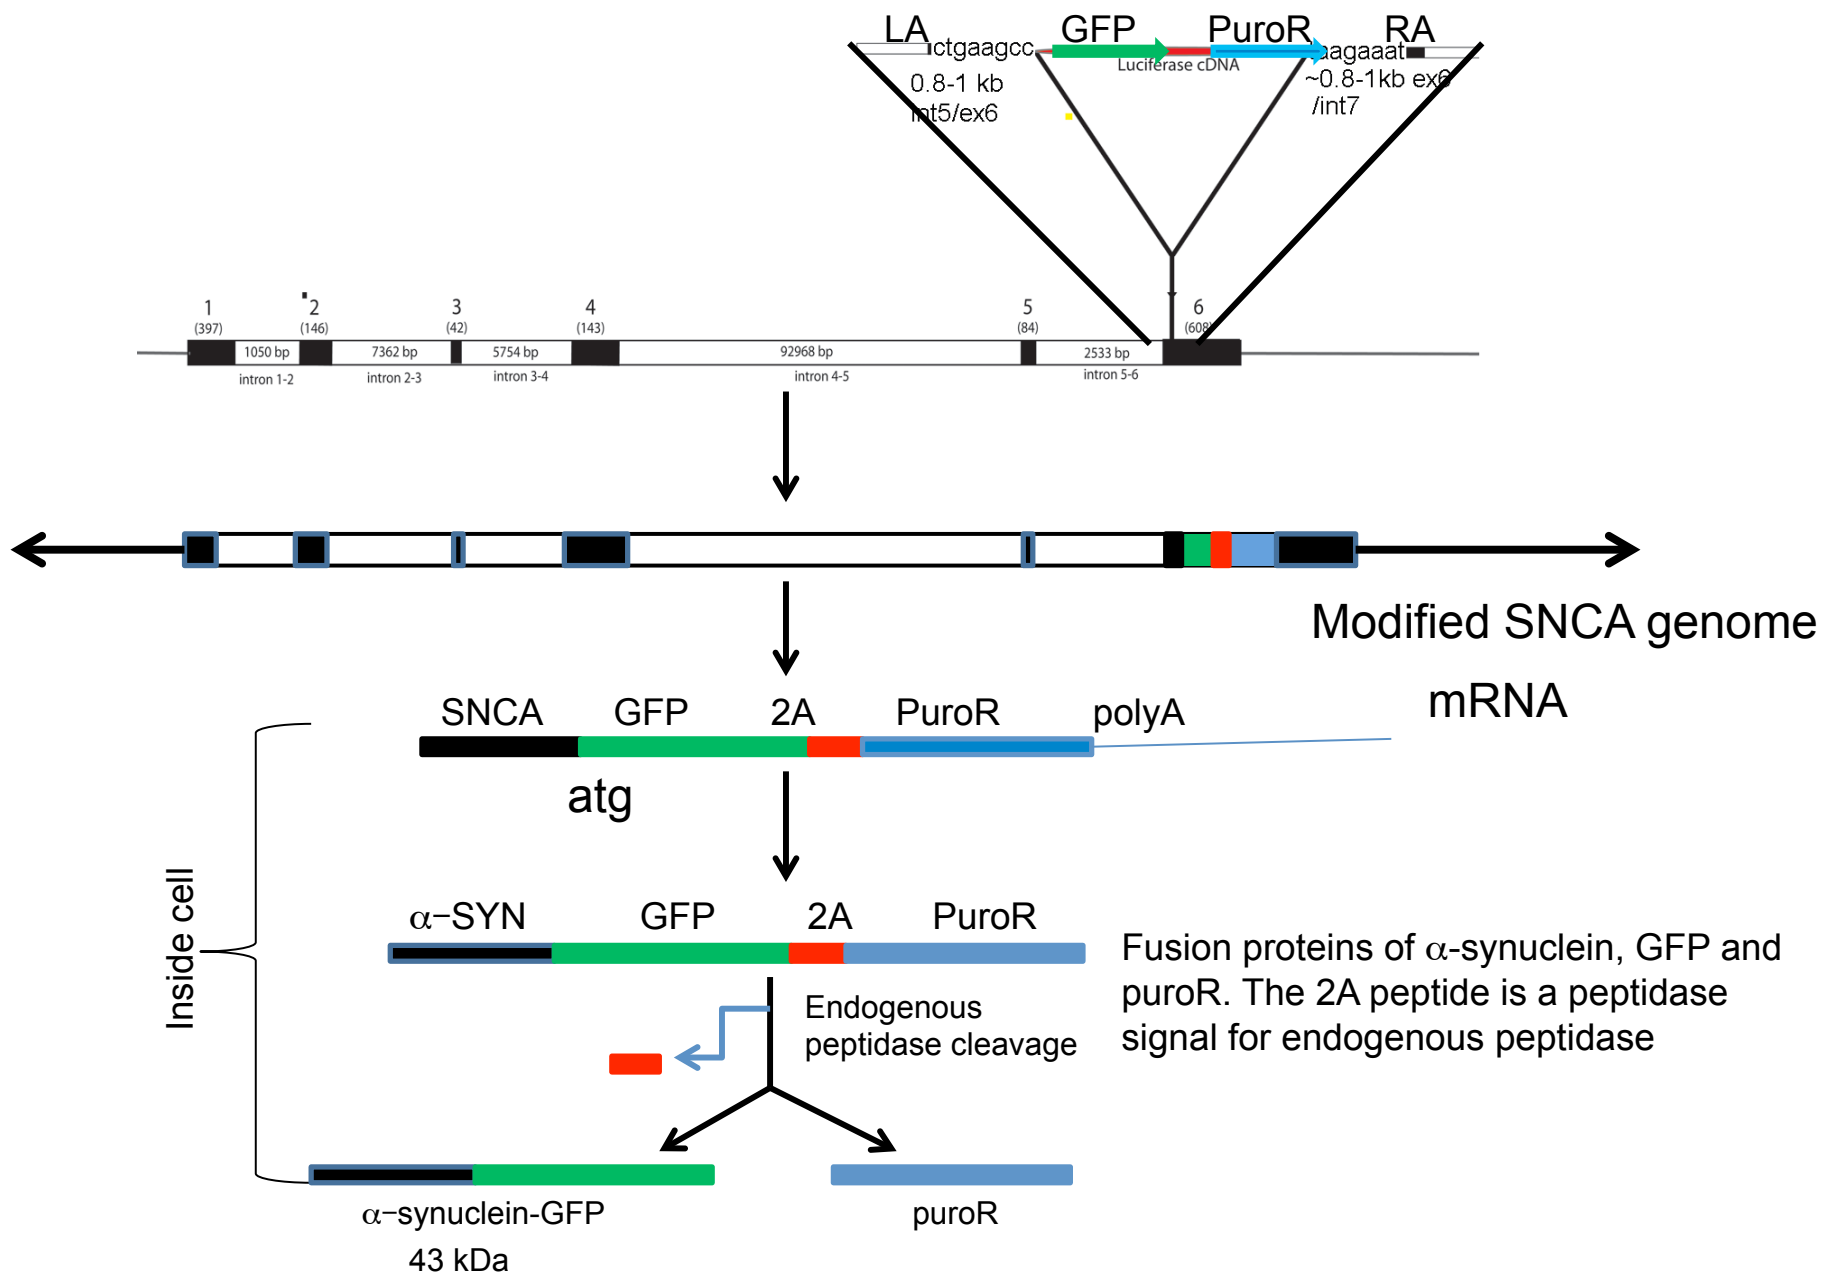 LA GFP PuroR RA
ctgaagcc
Luciferase cDNA
aagaaat
0.8-1 kb
int5/ex6
~0.8-1kb ex6
/int7
1 2 3 4 5 6
(397) (146) (42) (143) (84) (608)
1050 bp 7362 bp 5754 bp 92968 bp 2533 bp
intron 1-2 intron 2-3 intron 3-4 intron 4-5 intron 5-6
Modified SNCA genome
mRNA
SNCA GFP 2A PuroR polyA
atg
Inside cell
α-SYN GFP 2A PuroR
Fusion proteins of α-synuclein, GFP and
puroR. The 2A peptide is a peptidase
signal for endogenous peptidase
Endogenous
peptidase cleavage
α-synuclein-GFP
43 kDa
puroR